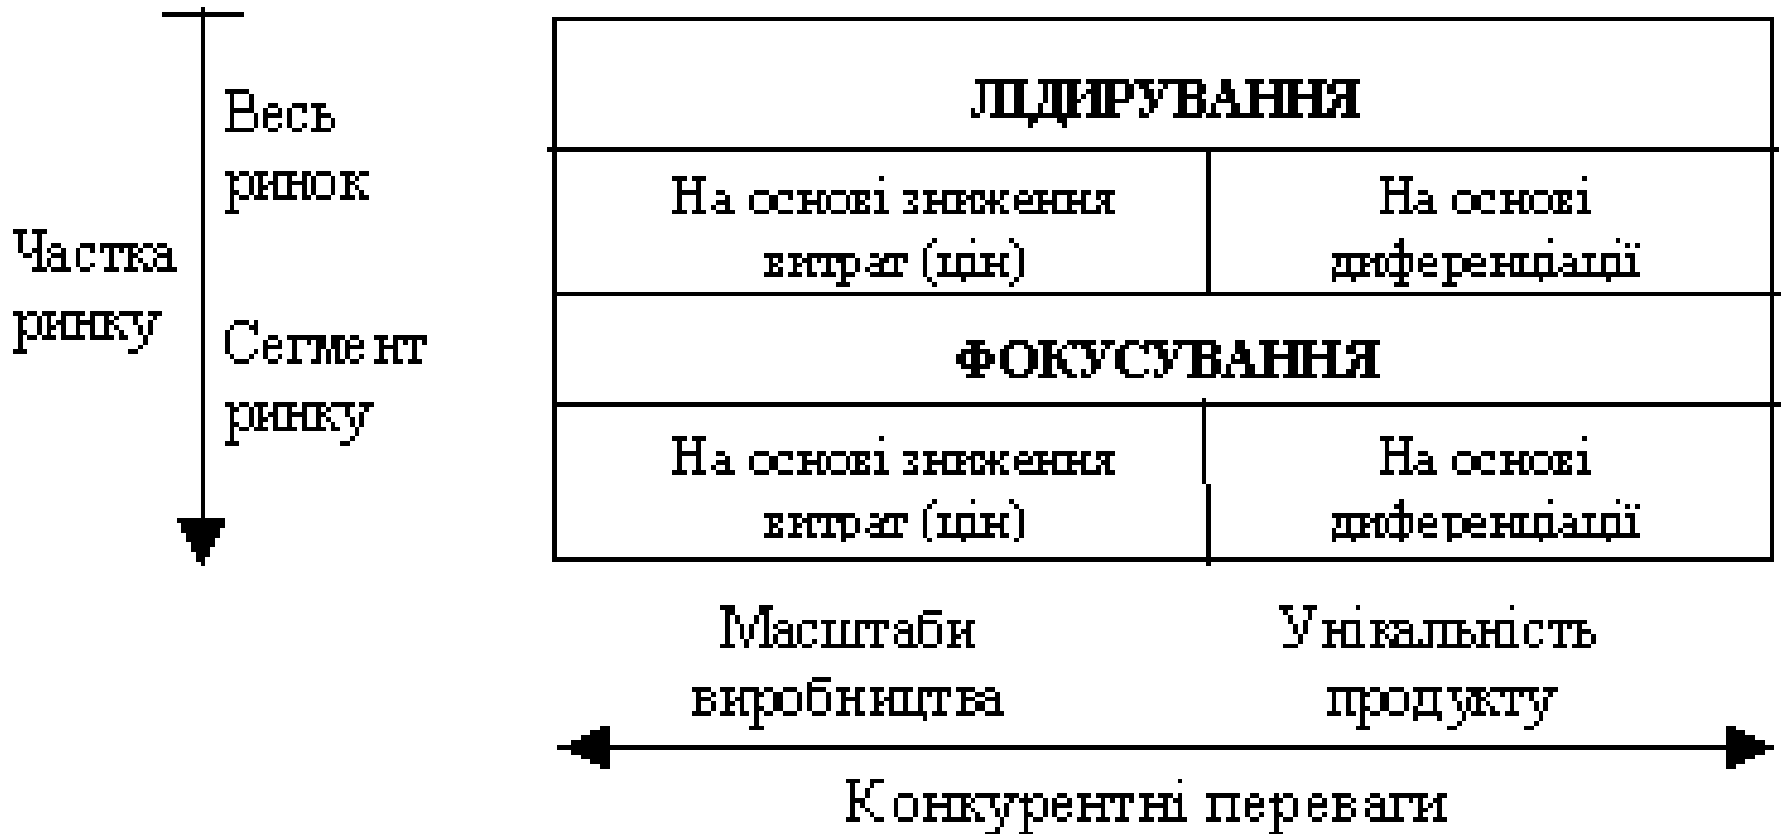 Частка
ринку
Весь
ринок
Сегмент
ринку
ЛІДИРУВАННЯ
На основі зниження
витрат (цін)
На основі
диференціації
ФОКУСУВАННЯ
На основі зниження
витрат (цін)
На основі
диференціації
Масштаби
виробництва
Унікальність
продукту
Конкурентні переваги